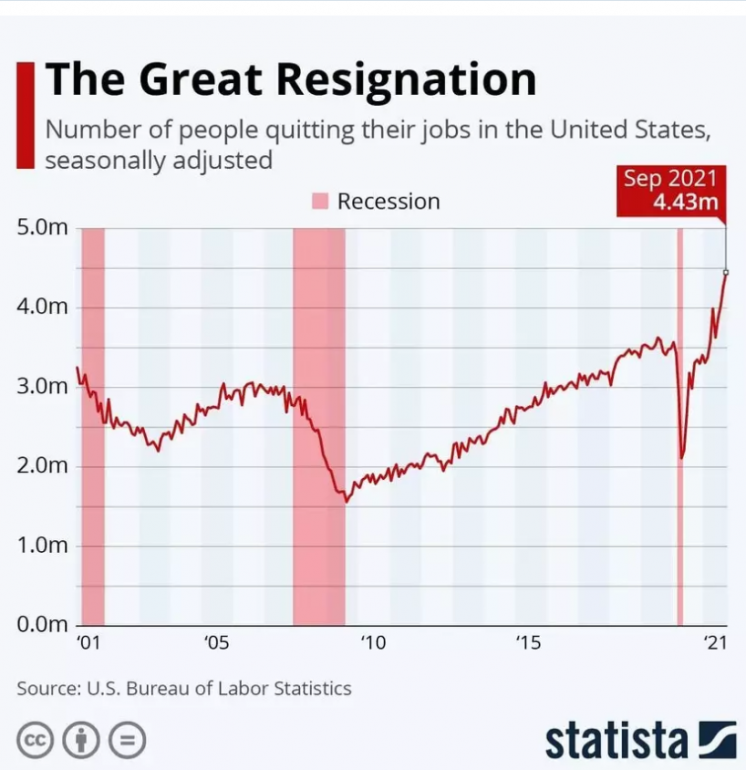 The Great Resignation
Number of people quitting their jobs in the United States,
seasonally adjusted
Sep 2021
4.43m
Recession
5.0m
4.0m
3.0m
2.0m
1.0m
0.0m
‘01
‘05
‘10
‘15
‘21
Source: U.S. Bureau of Labor Statistics
cc
=
statista